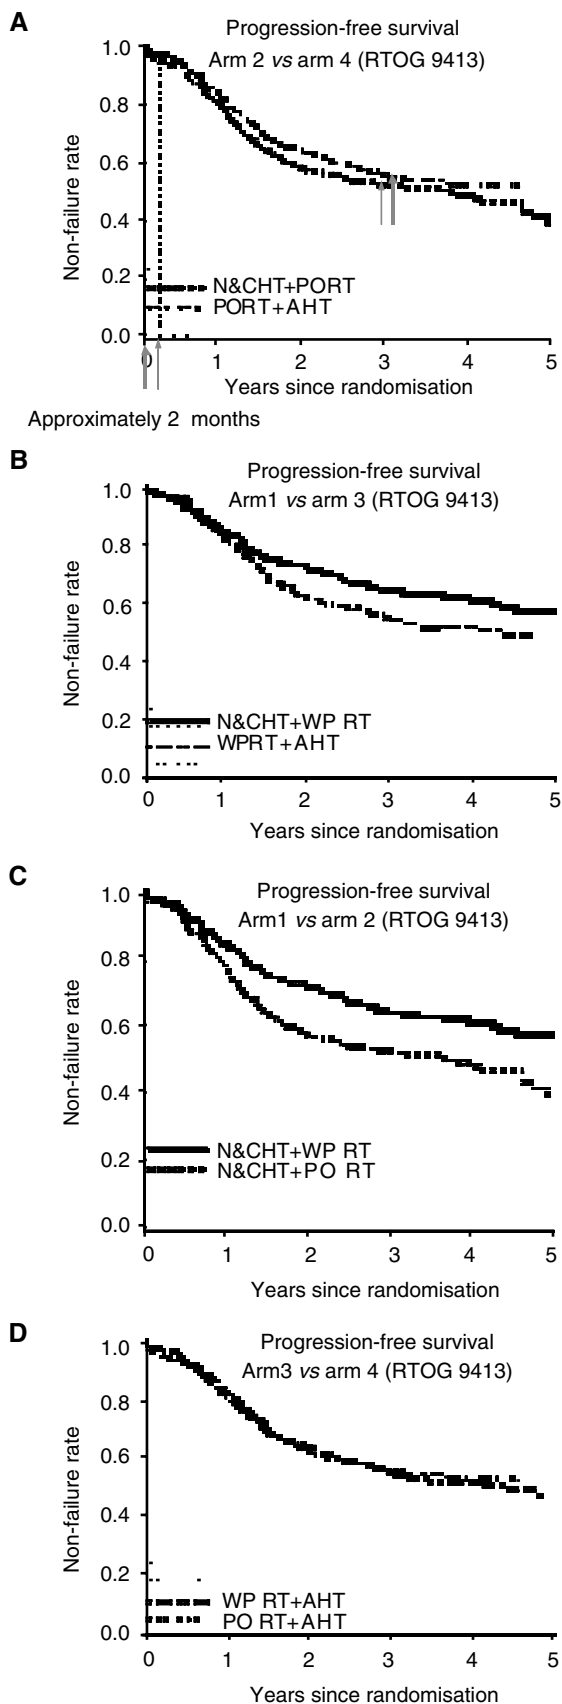 A
Progression-free survival
Arm 2 vs arm 4 (RTOG 9413)
1.0
0.8
0.6
0.4
0.2
0.0
Non-failure rate
N&CHT+PORT
PORT+AHT
0 1 2 3 4 5
Years since randomisation
Approximately 2 months
B
Progression-free survival
Arm1 vs arm 3 (RTOG 9413)
1.0
0.8
0.6
0.4
0.2
0.0
Non-failure rate
N&CHT+WP RT
WPRT+AHT
0 1 2 3 4 5
Years since randomisation
C
Progression-free survival
Arm1 vs arm 2 (RTOG 9413)
1.0
0.8
0.6
0.4
0.2
0.0
Non-failure rate
N&CHT+WP RT
N&CHT+PO RT
0 1 2 3 4 5
Years since randomisation
D
Progression-free survival
Arm3 vs arm 4 (RTOG 9413)
1.0
0.8
0.6
0.4
0.2
0.0
Non-failure rate
WP RT+AHT
PO RT+AHT
0 1 2 3 4 5
Years since randomisation